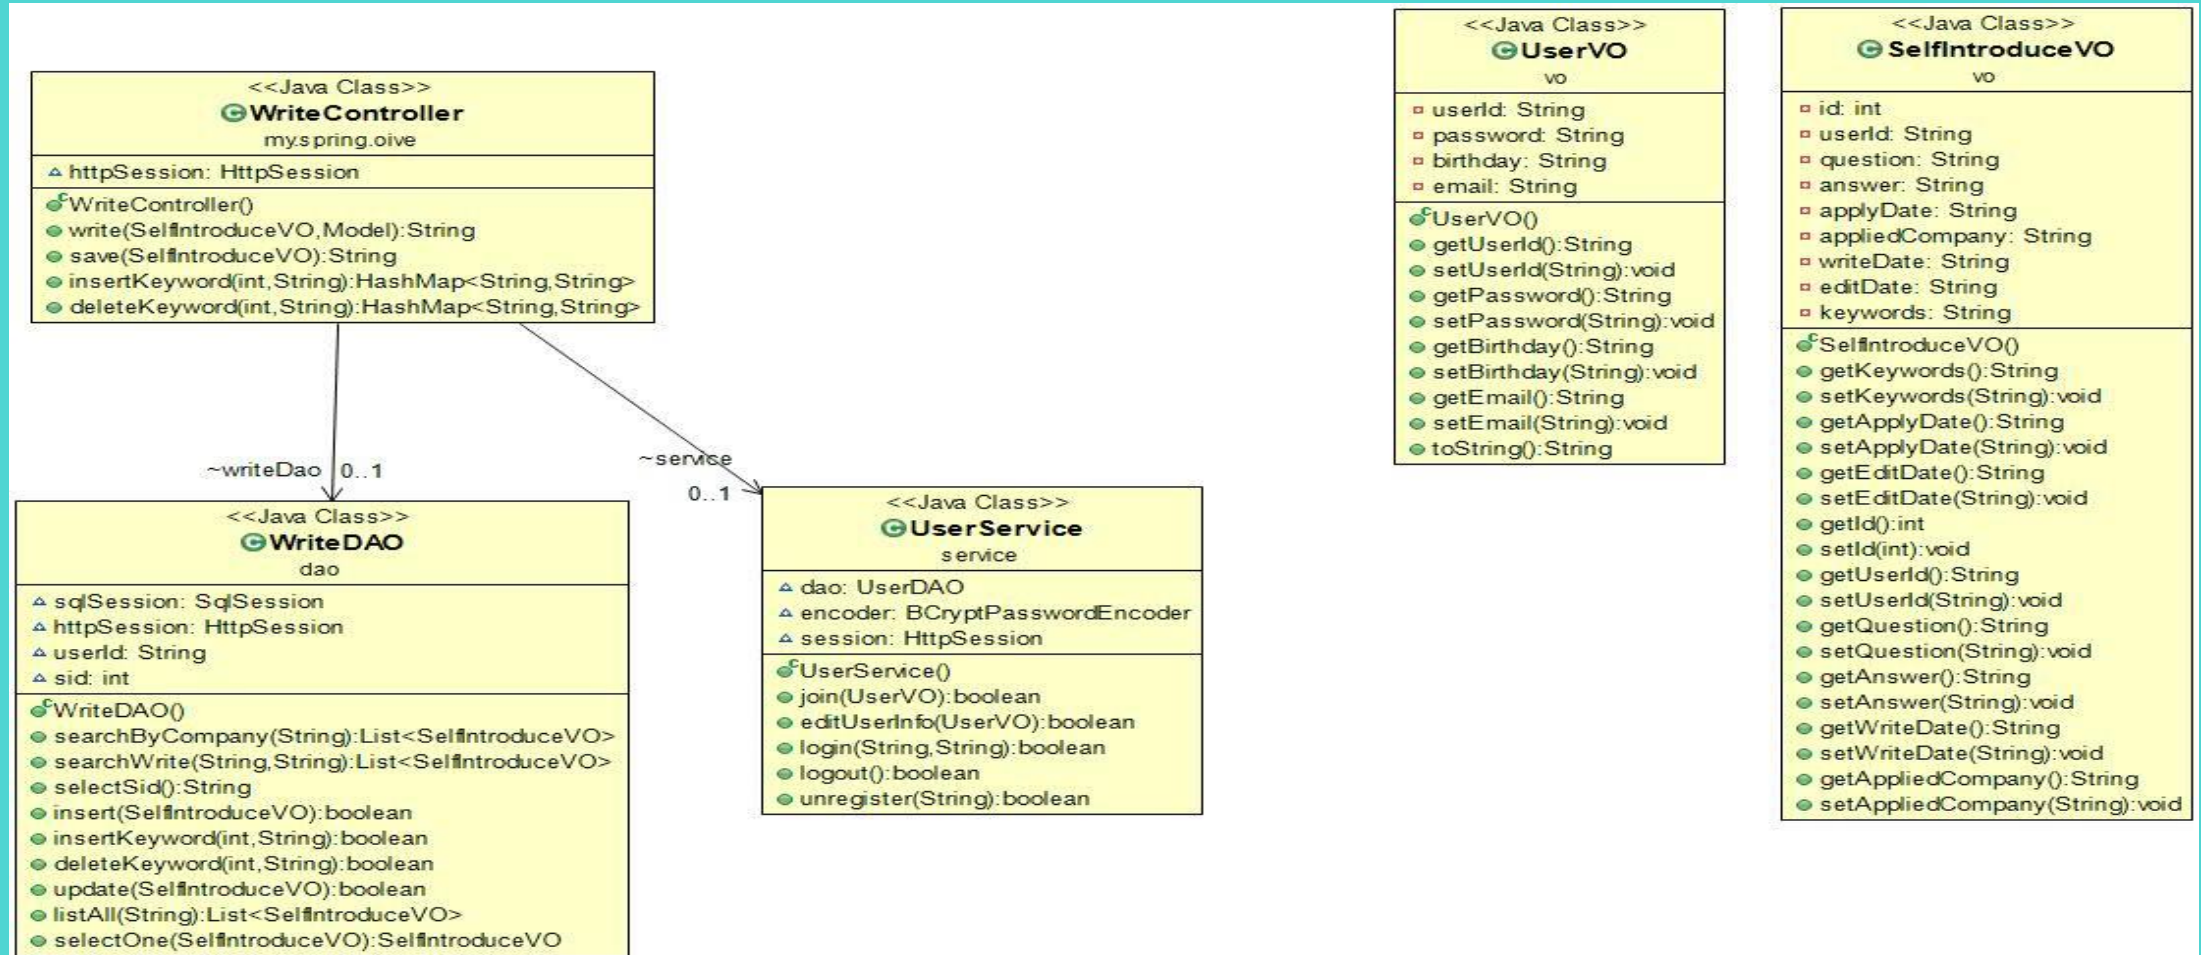 <<Java Class>>
WriteController
my.spring.oive
httpSession: HttpSession
WriteController()
write(SelfIntroduceVO,Model):String
save(SelfIntroduceVO):String
insertKeyword(int,String):HashMap<String,String>
deleteKeyword(int,String):HashMap<String,String>
~writeDao 0..1
~service
0..1
<<Java Class>>
WriteDAO
dao
sqlSession: SqlSession
httpSession: HttpSession
userId: String
sid: int
WriteDAO()
searchByCompany(String):List<SelfIntroduceVO>
searchWrite(String,String):List<SelfIntroduceVO>
selectSid():String
insert(SelfIntroduceVO):boolean
insertKeyword(int,String):boolean
deleteKeyword(int,String):boolean
update(SelfIntroduceVO):boolean
listAll(String):List<SelfIntroduceVO>
selectOne(SelfIntroduceVO):SelfIntroduceVO
<<Java Class>>
UserService
service
dao: UserDAO
encoder: BCryptPasswordEncoder
session: HttpSession
UserService()
join(UserVO):boolean
editUserInfo(UserVO):boolean
login(String,String):boolean
logout():boolean
unregister(String):boolean
<<Java Class>>
UserVO
vo
userId: String
password: String
birthday: String
email: String
UserVO()
getUserId():String
setUserId(String):void
getPassword():String
setPassword(String):void
getBirthday():String
setBirthday(String):void
getEmail():String
setEmail(String):void
toString():String
<<Java Class>>
SelfIntroduceVO
vo
id: int
userId: String
question: String
answer: String
applyDate: String
appliedCompany: String
writeDate: String
editDate: String
keywords: String
SelfIntroduceVO()
getKeywords():String
setKeywords(String):void
getApplyDate():String
setApplyDate(String):void
getEditDate():String
setEditDate(String):void
getId():int
setId(int):void
getUserId():String
setUserId(String):void
getQuestion():String
setQuestion(String):void
getAnswer():String
setAnswer(String):void
getWriteDate():String
setWriteDate(String):void
getAppliedCompany():String
setAppliedCompany(String):void